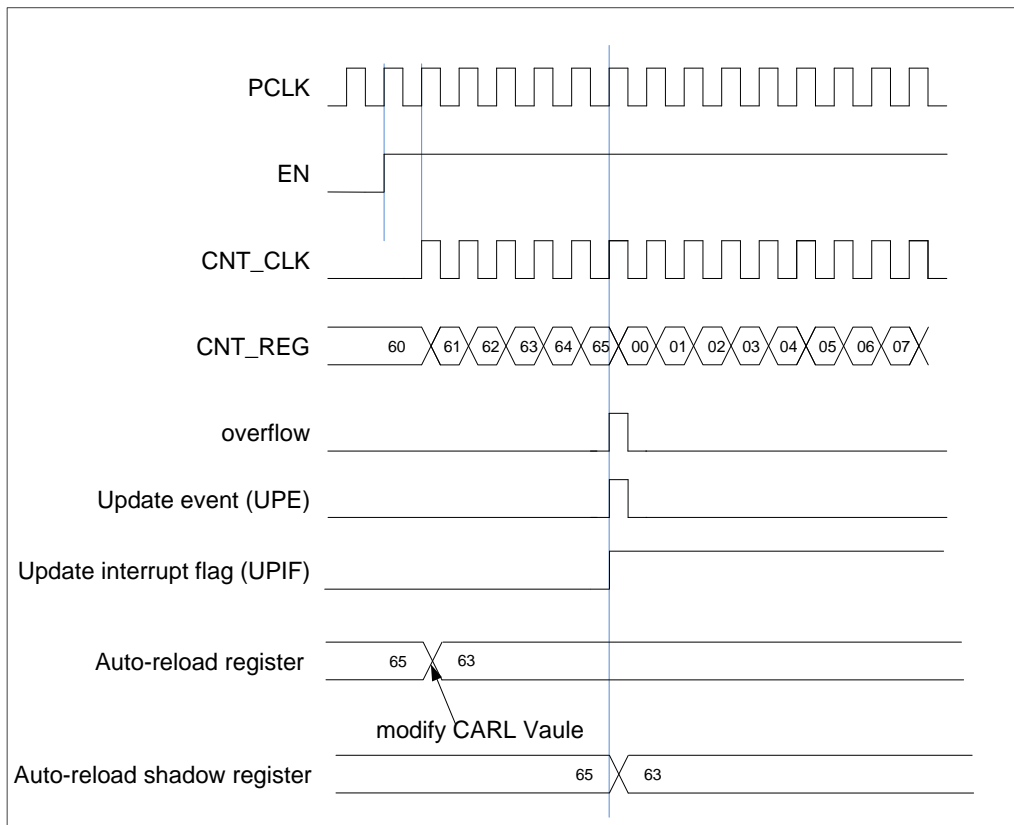 PCLK
EN
CNT_CLK
CNT_REG 60 61 62 63 64 65 00 01 02 03 04 05 06 07
overflow
Update event (UPE)
Update interrupt flag (UPIF)
Auto-reload register 65 63
modify CARL Vaule
Auto-reload shadow register 65 63